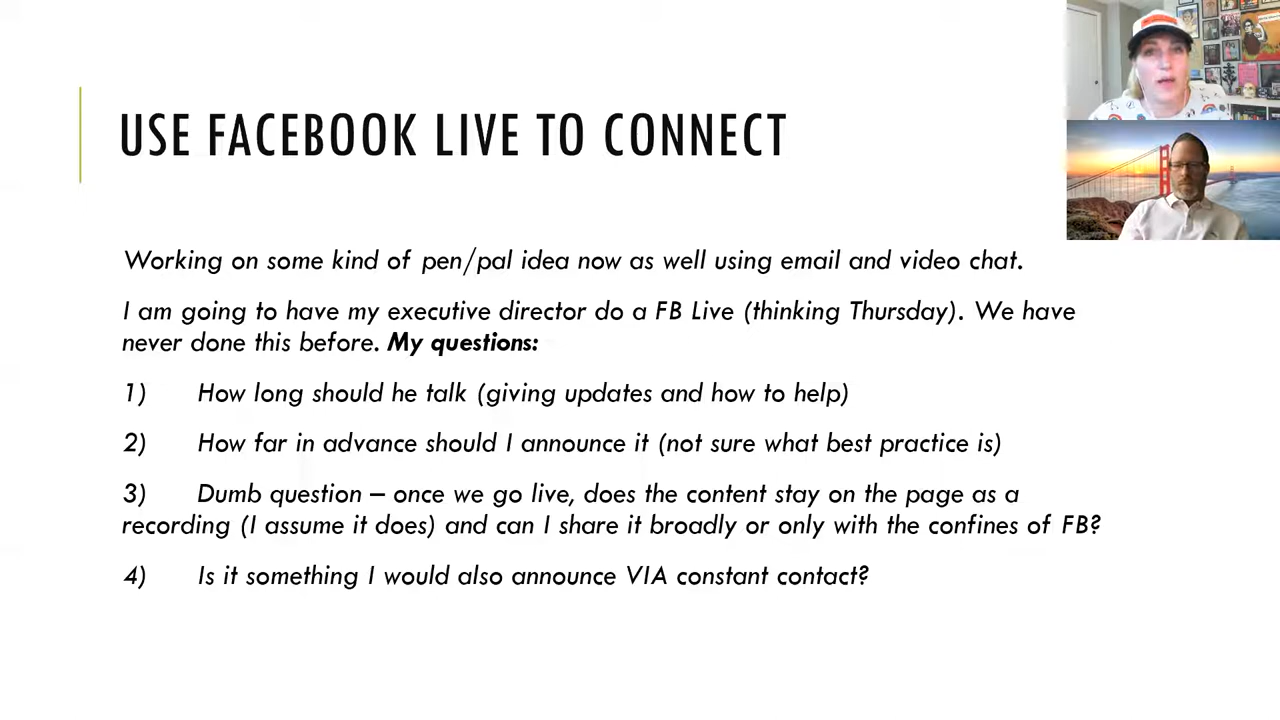 USE FACEBOOK LIVE TO CONNECT
Working on some kind of pen/pal idea now as well using email and video chat.
I am going to have my executive director do a FB Live (thinking Thursday). We have
never done this before. My questions:
1) How long should he talk (giving updates and how to help)
2) How far in advance should I announce it (not sure what best practice is)
3) Dumb question – once we go live, does the content stay on the page as a
recording (I assume it does) and can I share it broadly or only with the confines of FB?
4) Is it something I would also announce VIA constant contact?